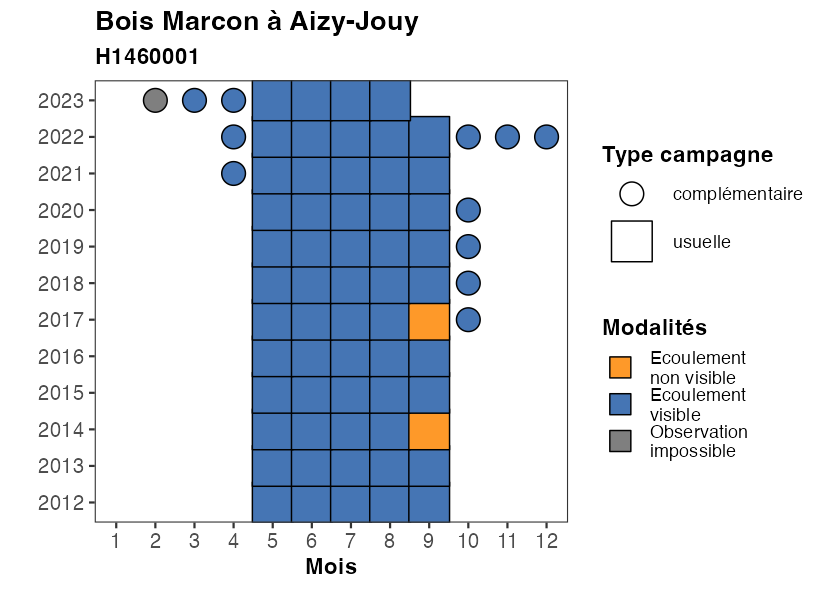 Bois Marcon à Aizy-Jouy
H1460001
2023
2022
2021
2020
2019
2018
2017
2016
2015
2014
2013
2012
1 2 3 4 5 6 7 8 9 10 11 12
Mois
Type campagne
complémentaire
usuelle
Modalités
Ecoulement
non visible
Ecoulement
visible
Observation
impossible